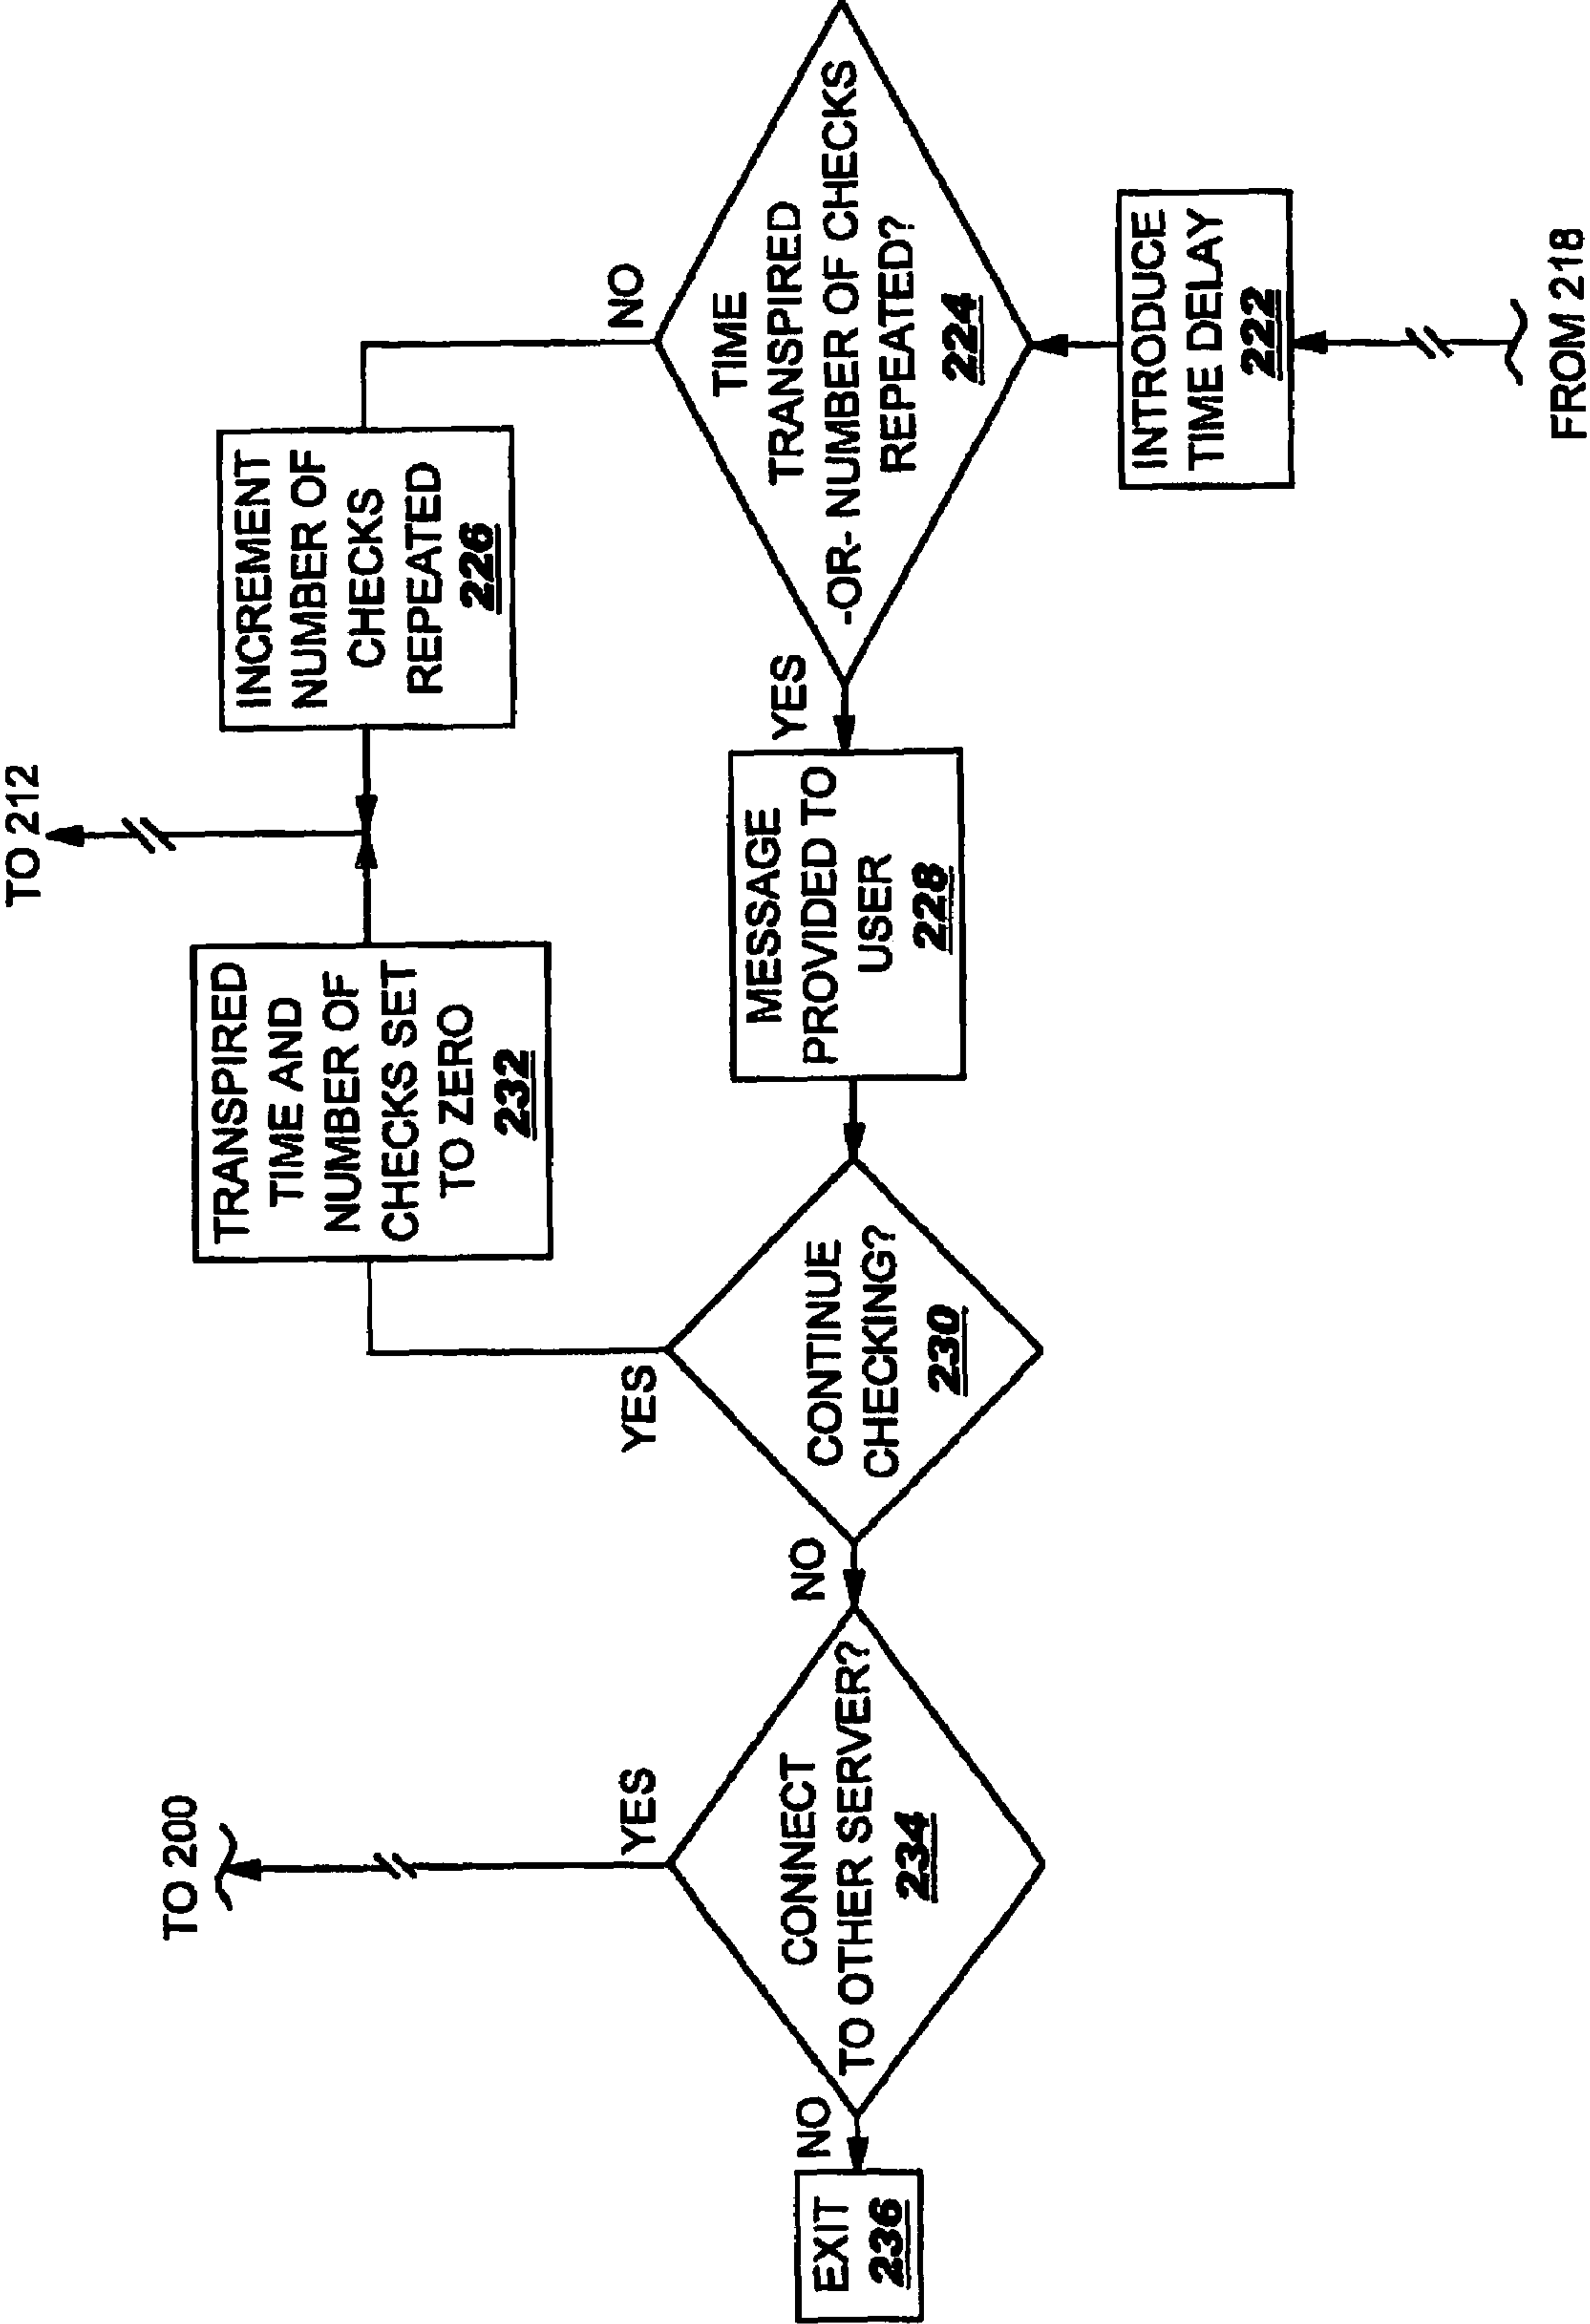 TO 200
TO 212
TRANSPIRED
TIME AND
NUMBER OF
CHECKS SET
TO ZERO
232
INCREMENT
NUMBER OF
CHECKS
REPEATED
226
YES
YES
NO
EXIT
236
NO
CONNECT
TO OTHER SERVER?
234
NO
CONTINUE
CHECKING?
230
MESSAGE
PROVIDED TO
USER
228
YES
TIME
TRANSPIRED
-OR- NUMBER OF CHECKS
REPEATED?
224
INTRODUCE
TIME DELAY
222
FROM 218